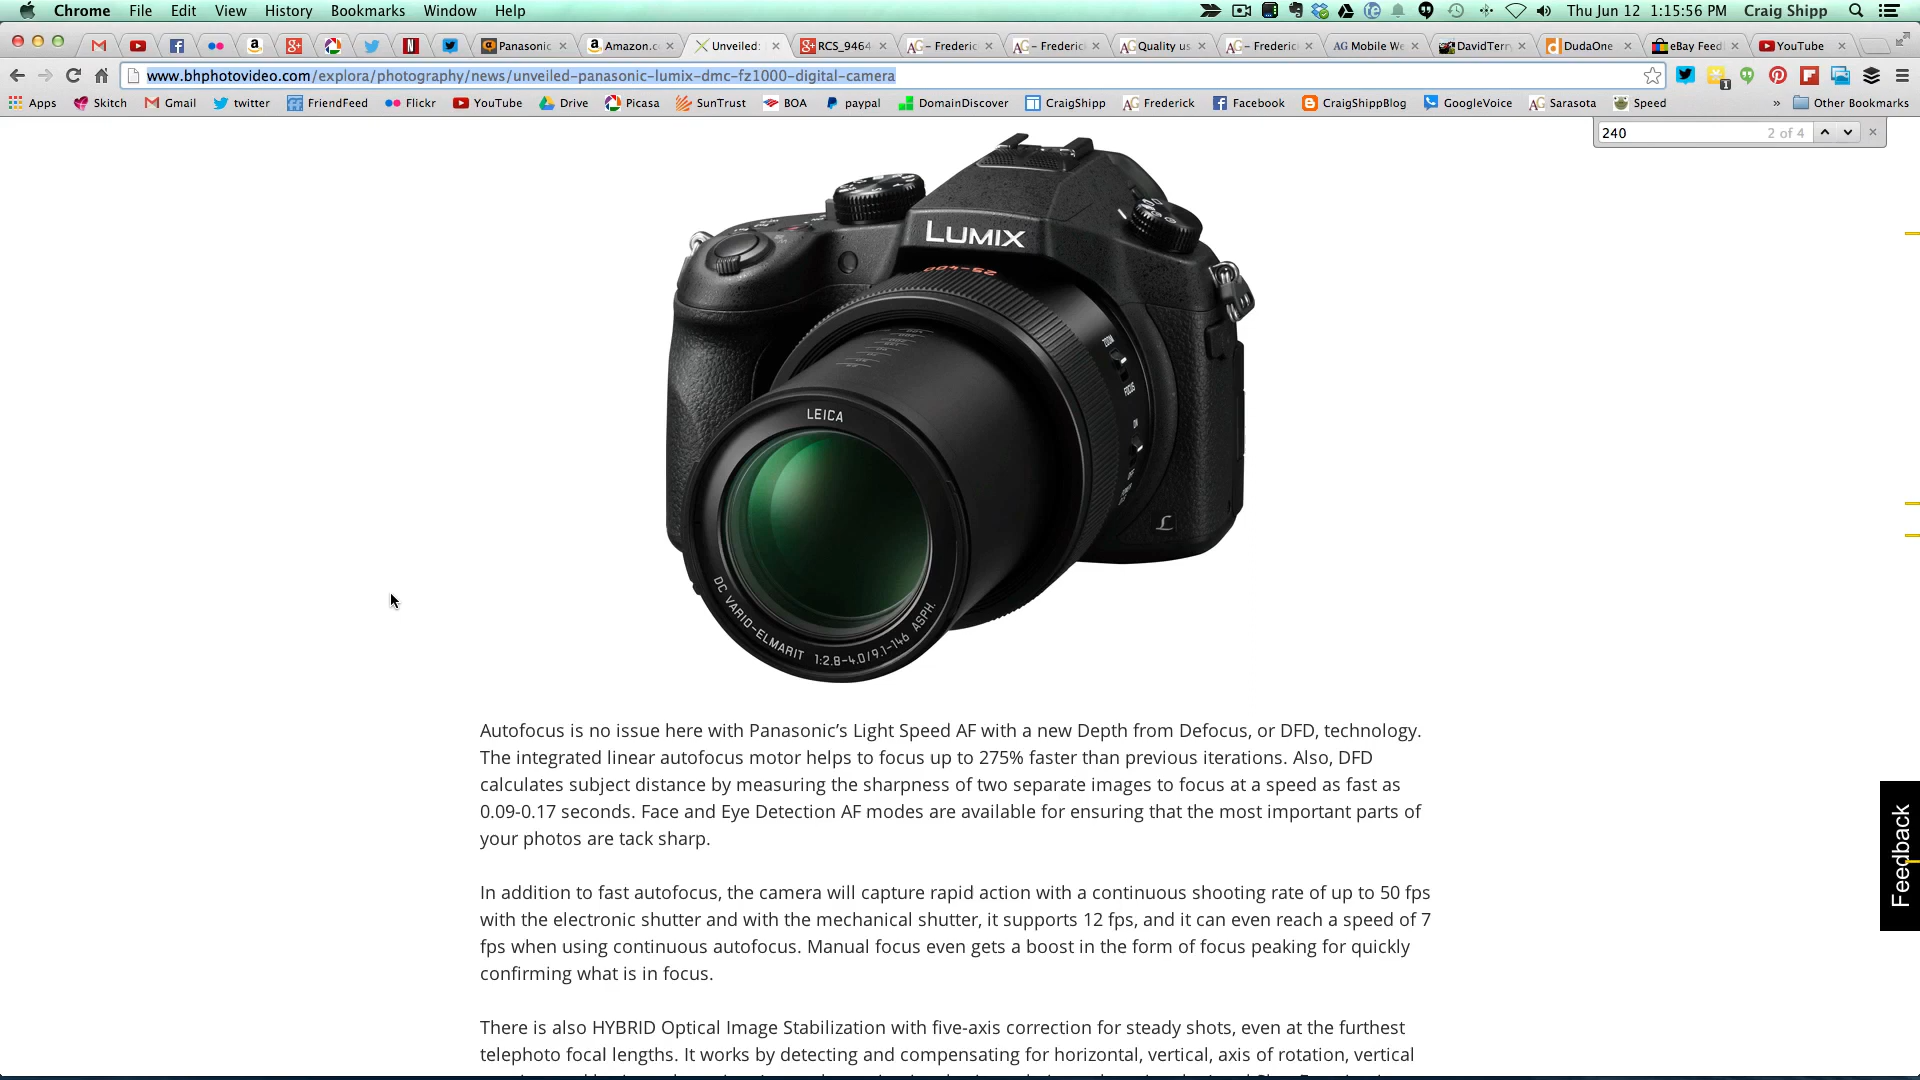 Chrome File Edit View History Bookmarks Window Help Thu Jun 12 1:15:56 PM Craig Shipp
Panasonic Amazon.c Unveiled: RCS_9464 - Frederic - Frederic Quality us - Frederic Mobile We DavidTerry DudaOne eBay Feed YouTube
www.bhphotovideo.com/explora/photography/news/unveiled-panasonic-lumix-dmc-fz1000-digital-camera
Apps Skitch Gmail twitter FriendFeed Flickr YouTube Drive Picasa SunTrust BOA paypal DomainDiscover CraigShipp Frederick Facebook CraigShippBlog GoogleVoice Sarasota Speed » Other Bookmarks
240 2 of 4
LUMIX
25-400
ZOOM
FOCUS
LEICA
DC VARIO-ELMARIT 1:2.8-4.0/9.1-146 ASPH.
Autofocus is no issue here with Panasonic’s Light Speed AF with a new Depth from Defocus, or DFD, technology.
The integrated linear autofocus motor helps to focus up to 275% faster than previous iterations. Also, DFD
calculates subject distance by measuring the sharpness of two separate images to focus at a speed as fast as
0.09-0.17 seconds. Face and Eye Detection AF modes are available for ensuring that the most important parts of
your photos are tack sharp.
In addition to fast autofocus, the camera will capture rapid action with a continuous shooting rate of up to 50 fps
with the electronic shutter and with the mechanical shutter, it supports 12 fps, and it can even reach a speed of 7
fps when using continuous autofocus. Manual focus even gets a boost in the form of focus peaking for quickly
confirming what is in focus.
There is also HYBRID Optical Image Stabilization with five-axis correction for steady shots, even at the furthest
telephoto focal lengths. It works by detecting and compensating for horizontal, vertical, axis of rotation, vertical
Feedback